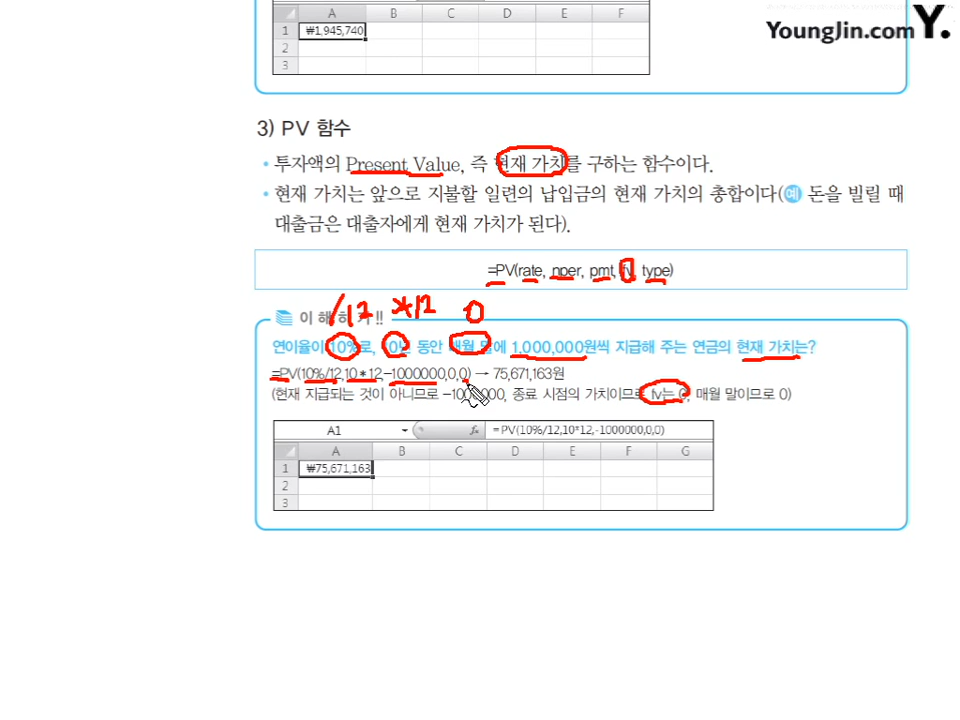 YoungJin.com Y.
A B C D E F
1 ₩1,945,740
2
3
3) PV 함수
• 투자액의 Present Value, 즉 현재 가치를 구하는 함수이다.
• 현재 가치는 앞으로 지불할 일련의 납입금의 현재 가치의 총합이다(예 돈을 빌릴 때
대출금은 대출자에게 현재 가치가 된다).
=PV(rate, nper, pmt, fv, type)
/12 *12 0
이해하기!!
연이율이 10%로, 10년 동안 매월 말에 1,000,000원씩 지급해 주는 연금의 현재 가치는?
=PV(10%/12,10*12,-1000000,0,0) → 75,671,163원
(현재 지급되는 것이 아니므로 -1000000, 종료 시점의 가치이므로 fv는 0, 매월 말이므로 0)
A1 fx =PV(10%/12,10*12,-1000000,0,0)
A B C D E F G
1 ₩75,671,163
2
3